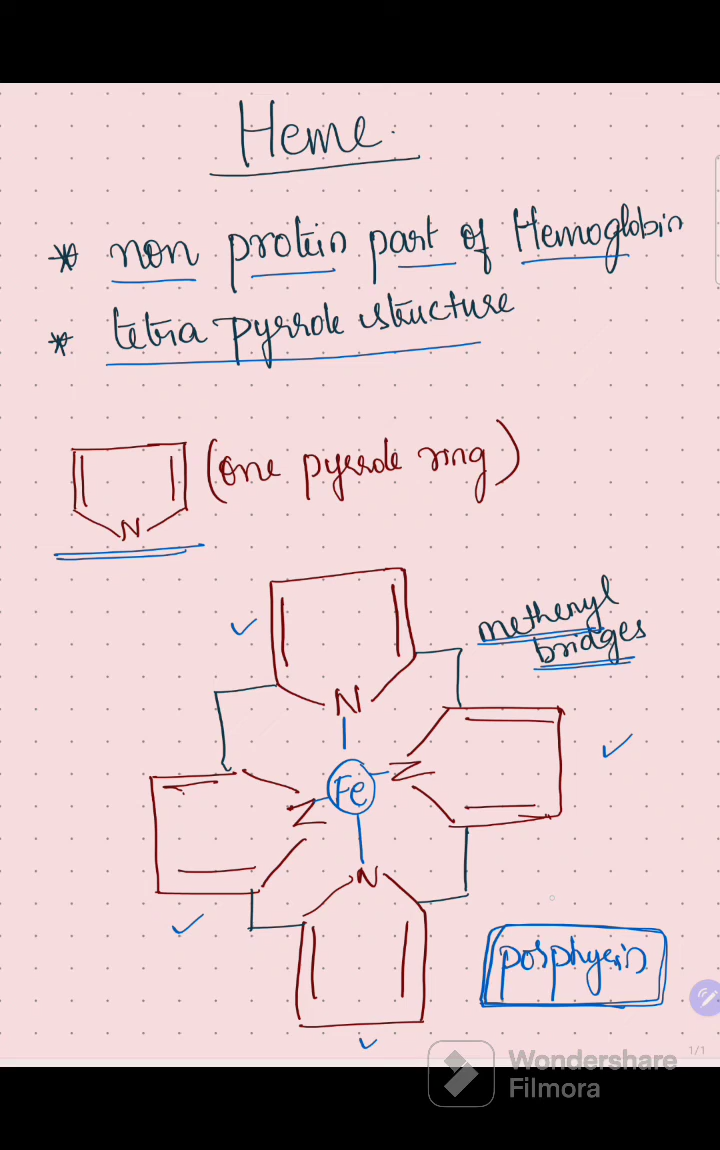 Heme.
* non protein part of Hemoglobin
* tetra pyrrole structure
(one pyrrole ring)
N
methenyl
bridges
N
Fe
N
N
N
porphyrin
1/1
Wondershare
Filmora